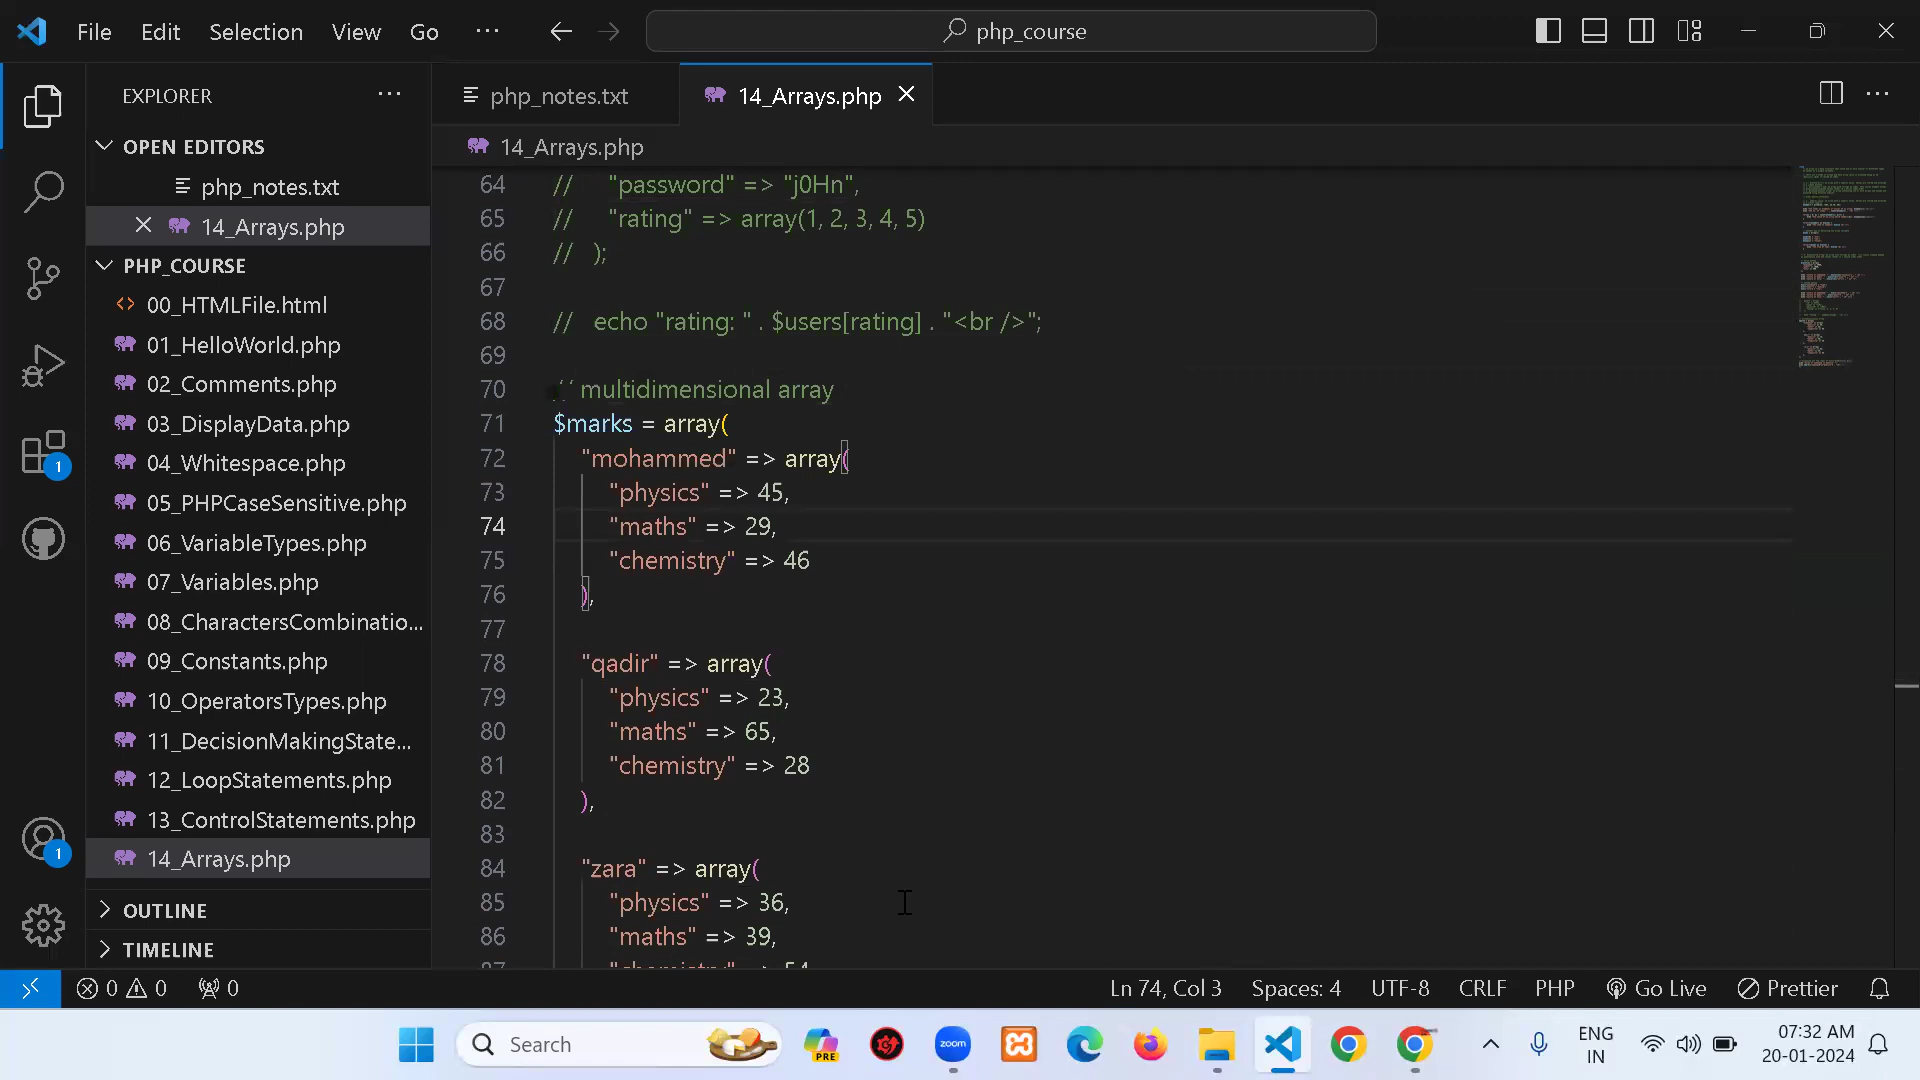 File Edit Selection View Go ··· php_course
EXPLORER ···
OPEN EDITORS
php_notes.txt
14_Arrays.php
PHP_COURSE
00_HTMLFile.html
01_HelloWorld.php
02_Comments.php
03_DisplayData.php
04_Whitespace.php
05_PHPCaseSensitive.php
06_VariableTypes.php
07_Variables.php
08_CharactersCombinatio...
09_Constants.php
10_OperatorsTypes.php
11_DecisionMakingState...
12_LoopStatements.php
13_ControlStatements.php
14_Arrays.php
OUTLINE
TIMELINE
1
1
php_notes.txt 14_Arrays.php
14_Arrays.php
64 // "password" => "j0Hn",
65 // "rating" => array(1, 2, 3, 4, 5)
66 // );
67
68 // echo "rating: " . $users[rating] . "<br />";
69
70 // multidimensional array
71 $marks = array(
72 "mohammed" => array(
73 "physics" => 45,
74 "maths" => 29,
75 "chemistry" => 46
76 ),
77
78 "qadir" => array(
79 "physics" => 23,
80 "maths" => 65,
81 "chemistry" => 28
82 ),
83
84 "zara" => array(
85 "physics" => 36,
86 "maths" => 39,
87 "chemistry" => 54
0 0 0 Ln 74, Col 3 Spaces: 4 UTF-8 CRLF PHP Go Live Prettier
Search PRE zoom ENG IN 07:32 AM
20-01-2024